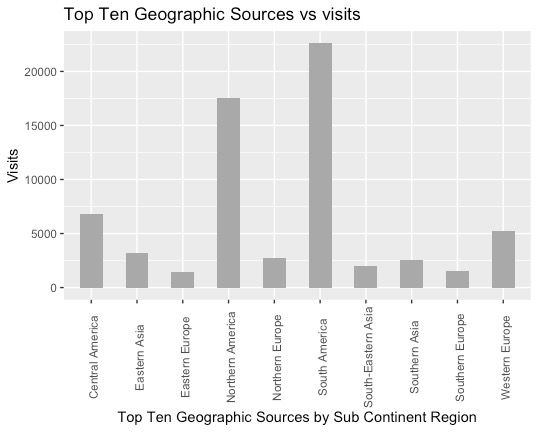 Top Ten Geographic Sources vs visits
Visits
20000
15000
10000
5000
0
Central America
Eastern Asia
Eastern Europe
Northern America
Northern Europe
South America
South-Eastern Asia
Southern Asia
Southern Europe
Western Europe
Top Ten Geographic Sources by Sub Continent Region